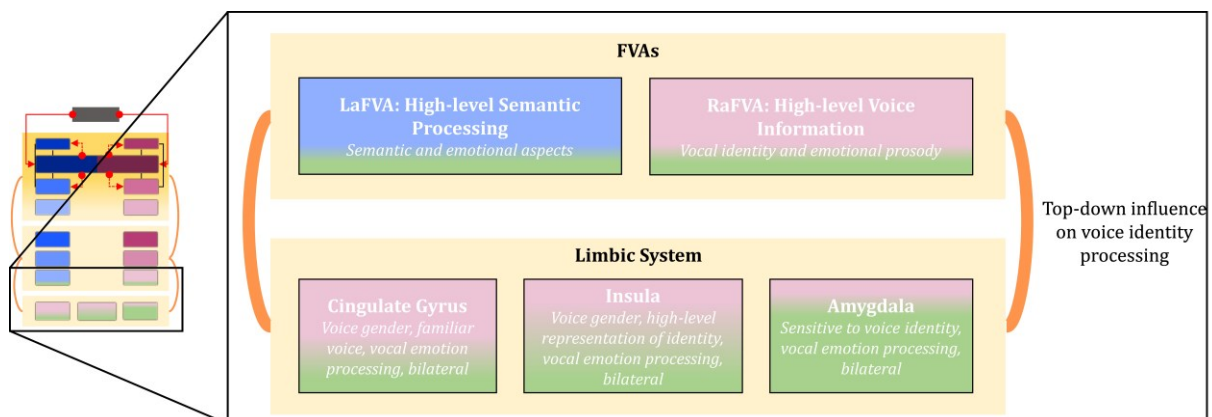 FVAs
LaFVA: High-level Semantic
Processing
Semantic and emotional aspects
RaFVA: High-level Voice
Information
Vocal identity and emotional prosody
Top-down influence
on voice identity
processing
Limbic System
Cingulate Gyrus
Voice gender, familiar
voice, vocal emotion
processing, bilateral
Insula
Voice gender, high-level
representation of identity,
vocal emotion processing,
bilateral
Amygdala
Sensitive to voice identity,
vocal emotion processing,
bilateral